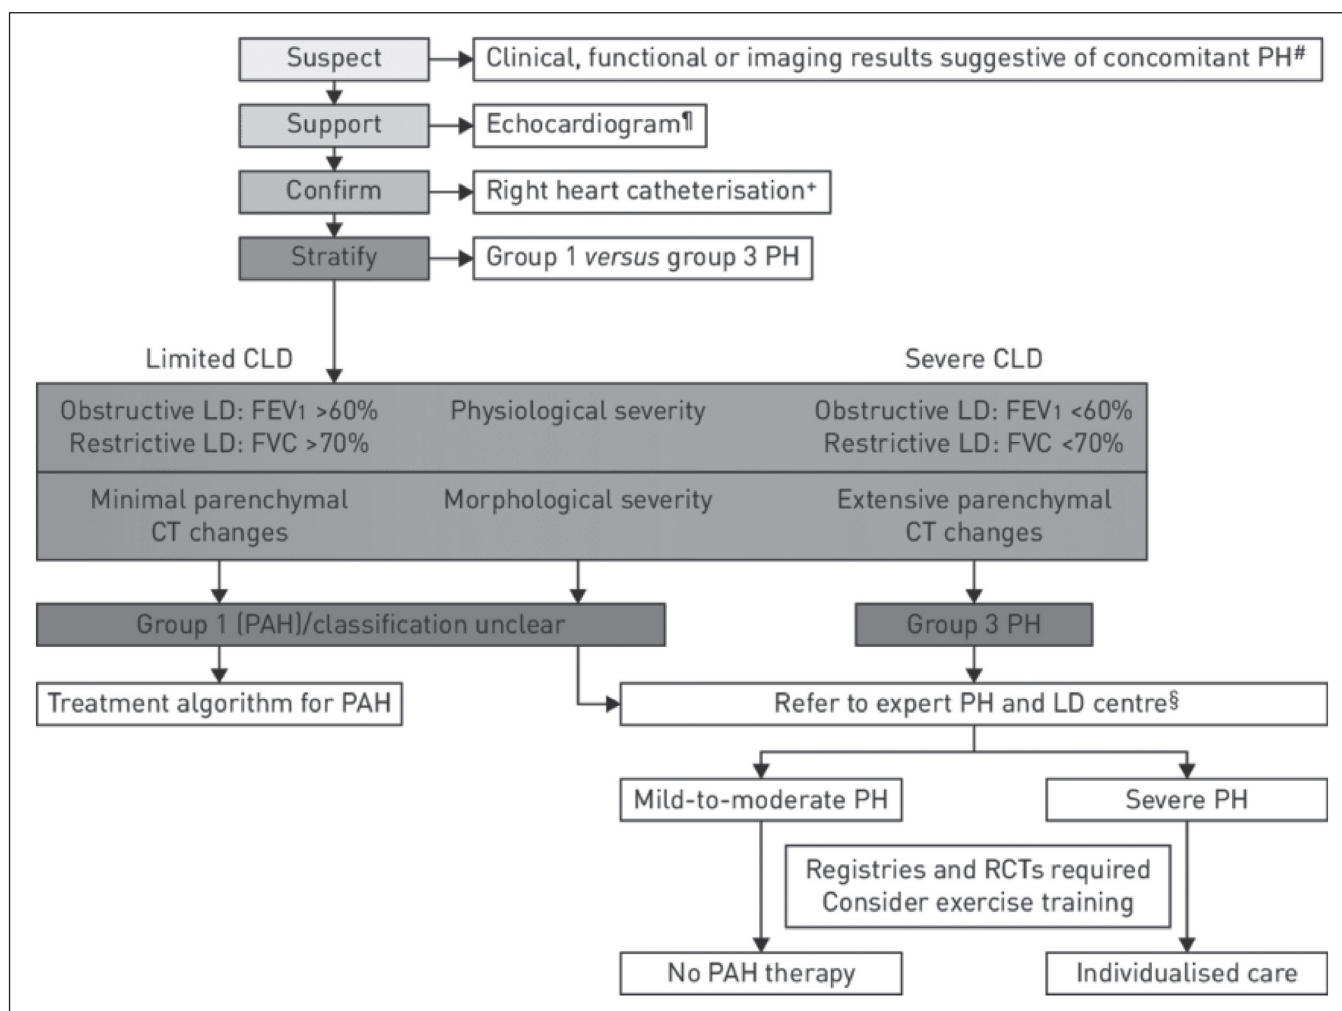 Suspect
Clinical, functional or imaging results suggestive of concomitant PH#
Support
Echocardiogram¶
Confirm
Right heart catheterisation+
Stratify
Group 1 versus group 3 PH
Limited CLD
Severe CLD
Obstructive LD: FEV1 >60%
Restrictive LD: FVC >70%
Physiological severity
Obstructive LD: FEV1 <60%
Restrictive LD: FVC <70%
Minimal parenchymal
CT changes
Morphological severity
Extensive parenchymal
CT changes
Group 1 (PAH)/classification unclear
Group 3 PH
Treatment algorithm for PAH
Refer to expert PH and LD centre§
Mild-to-moderate PH
Severe PH
Registries and RCTs required
Consider exercise training
No PAH therapy
Individualised care